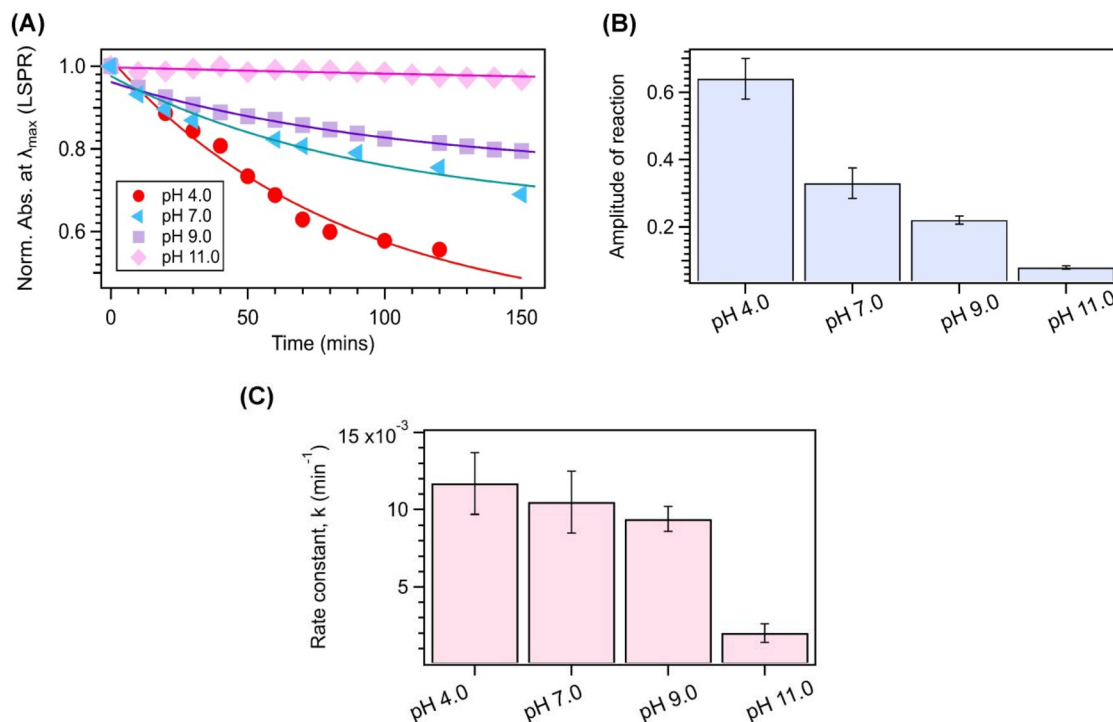 (A)
Norm. Abs. at λmax (LSPR)
1.0
0.8
0.6
pH 4.0
pH 7.0
pH 9.0
pH 11.0
0
50
100
150
Time (mins)
(B)
Amplitude of reaction
0.6
0.4
0.2
pH 4.0
pH 7.0
pH 9.0
pH 11.0
(C)
Rate constant, k (min⁻¹)
15 x10⁻³
10
5
pH 4.0
pH 7.0
pH 9.0
pH 11.0